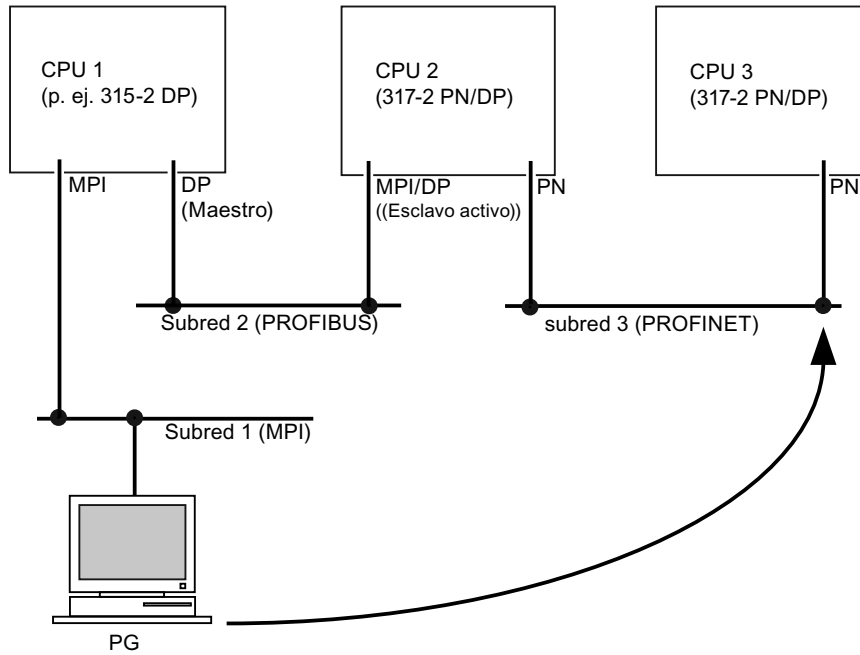 CPU 1
(p. ej. 315-2 DP)
CPU 2
(317-2 PN/DP)
CPU 3
(317-2 PN/DP)
MPI
DP
(Maestro)
MPI/DP
((Esclavo activo))
PN
PN
Subred 2 (PROFIBUS)
subred 3 (PROFINET)
Subred 1 (MPI)
PG